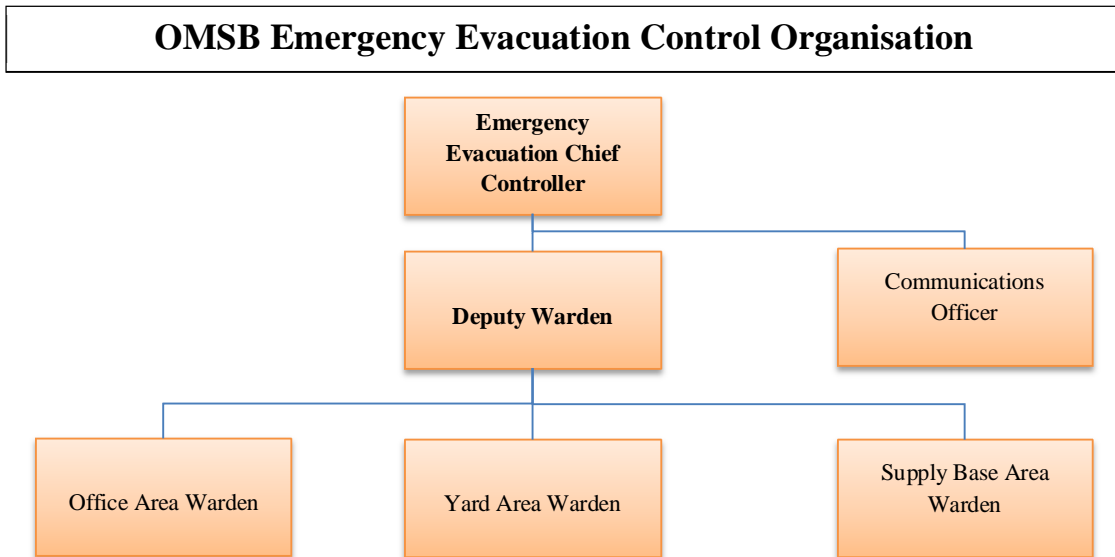 OMSB Emergency Evacuation Control Organisation
Emergency
Evacuation Chief
Controller
Deputy Warden
Communications
Officer
Office Area Warden
Yard Area Warden
Supply Base Area
Warden